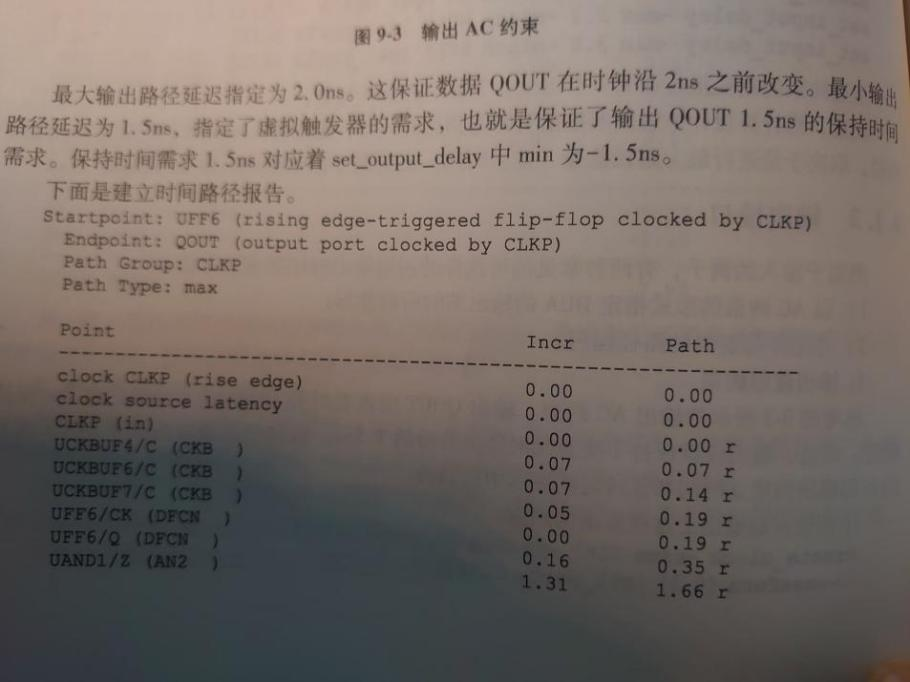 图 9-3 输出 AC 约束
最大输出路径延迟指定为 2.0ns。这保证数据 QOUT 在时钟沿 2ns 之前改变。最小输出
路径延迟为 1.5ns，指定了虚拟触发器的需求，也就是保证了输出 QOUT 1.5ns 的保持时间
需求。保持时间需求 1.5ns 对应着 set_output_delay 中 min 为-1.5ns。
下面是建立时间路径报告。
Startpoint: UFF6 (rising edge-triggered flip-flop clocked by CLKP)
Endpoint: QOUT (output port clocked by CLKP)
Path Group: CLKP
Path Type: max
Point Incr Path
---------------------------------------------------------------
clock CLKP (rise edge) 0.00 0.00
clock source latency 0.00 0.00
CLKP (in) 0.00 0.00 r
UCKBUF4/C (CKB ) 0.07 0.07 r
UCKBUF6/C (CKB ) 0.07 0.14 r
UCKBUF7/C (CKB ) 0.05 0.19 r
UFF6/CK (DFCN ) 0.00 0.19 r
UFF6/Q (DFCN ) 0.16 0.35 r
UAND1/Z (AN2 ) 1.31 1.66 r